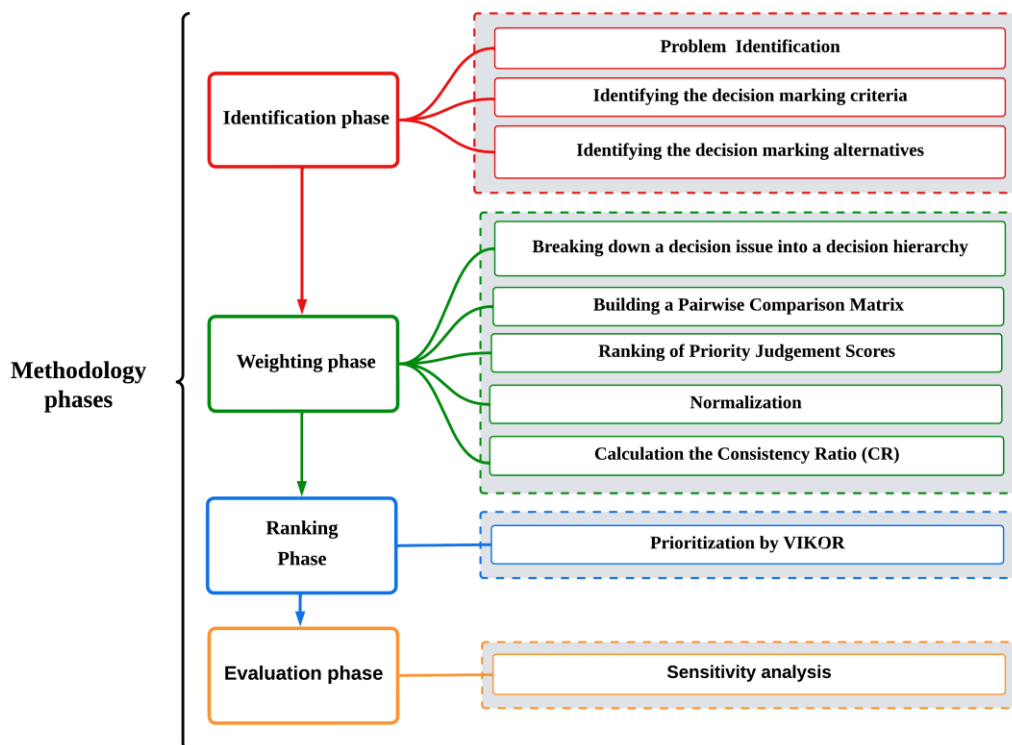 Methodology
phases
Identification phase
Problem Identification
Identifying the decision marking criteria
Identifying the decision marking alternatives
Weighting phase
Breaking down a decision issue into a decision hierarchy
Building a Pairwise Comparison Matrix
Ranking of Priority Judgement Scores
Normalization
Calculation the Consistency Ratio (CR)
Ranking
Phase
Prioritization by VIKOR
Evaluation phase
Sensitivity analysis